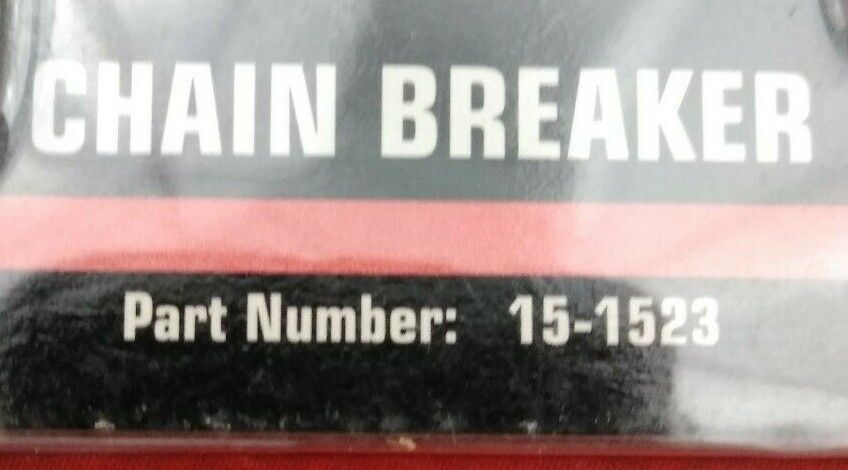 CHAIN BREAKER
Part Number: 15-1523